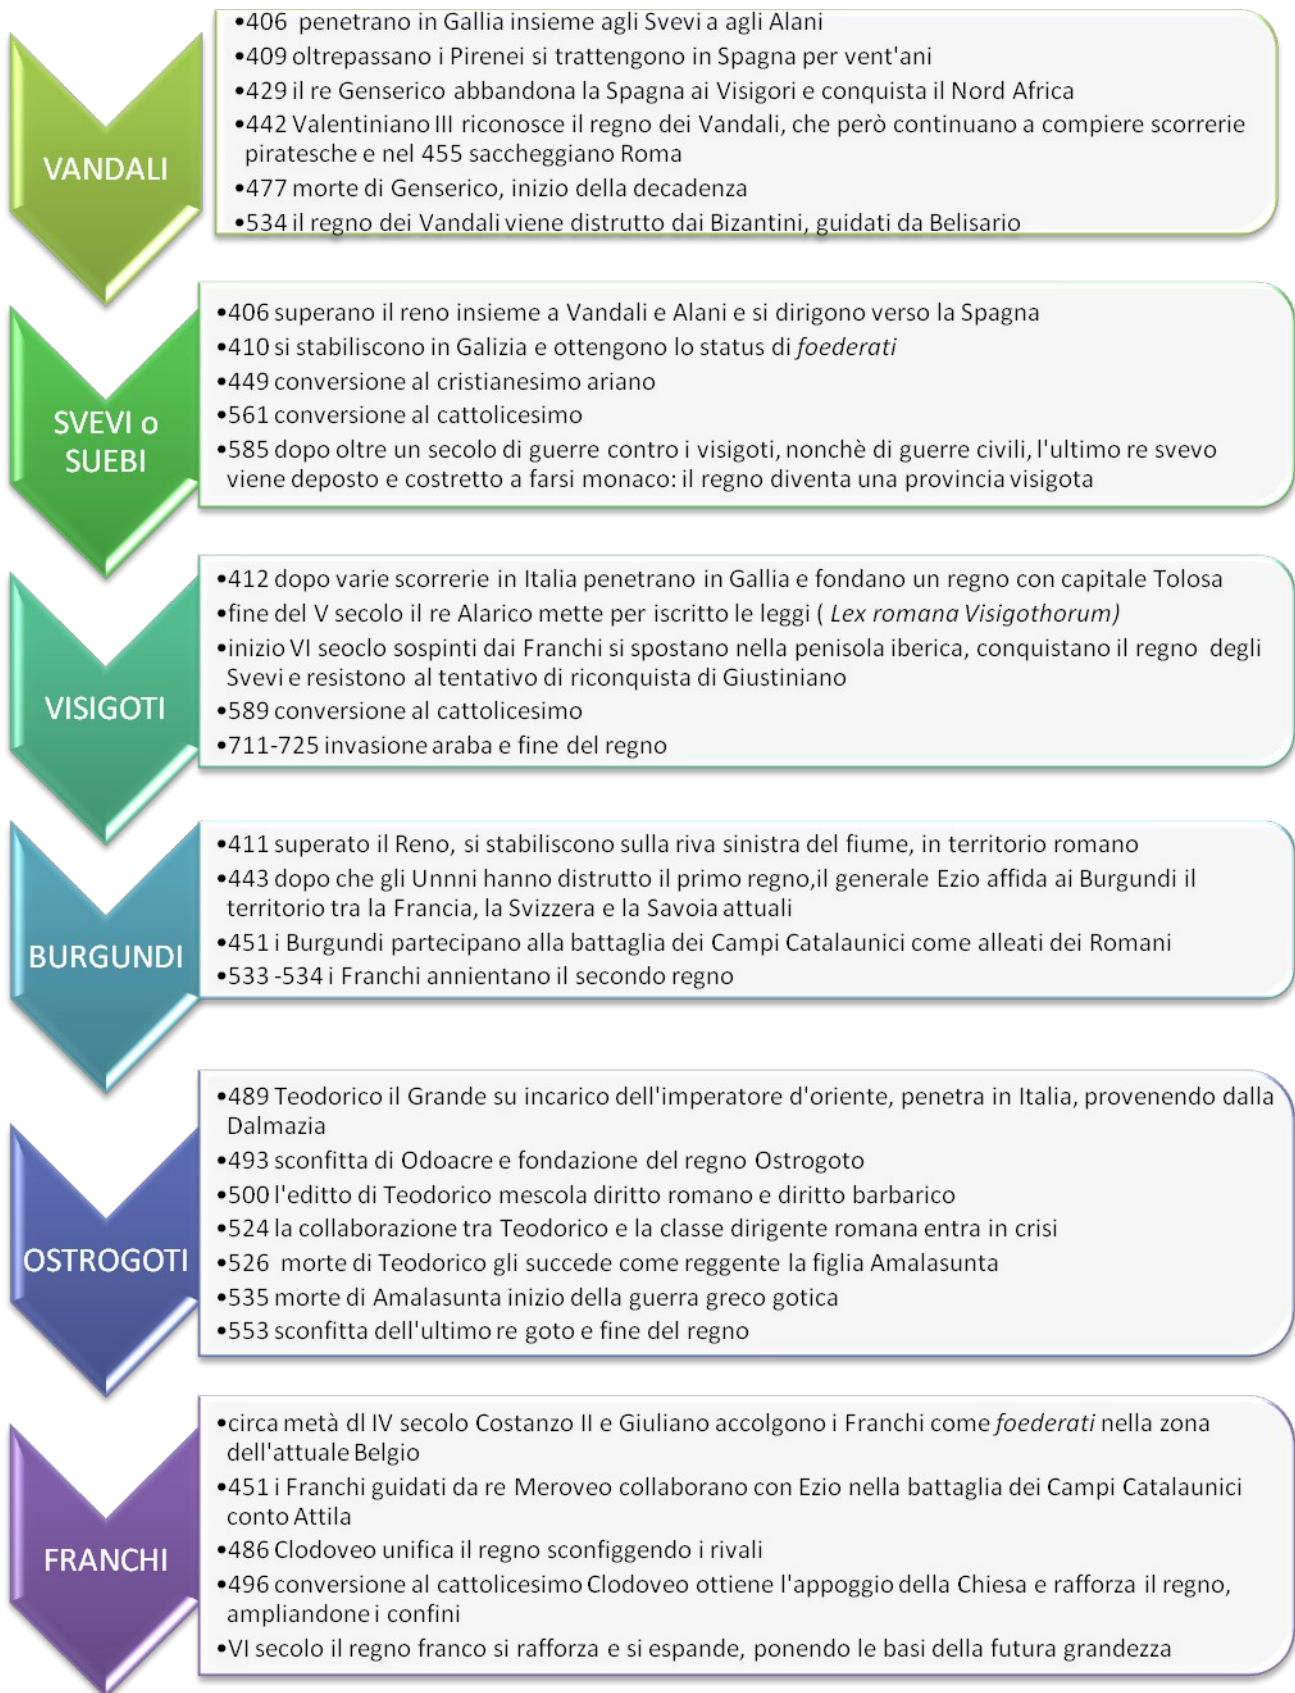 VANDALI
•406  penetrano in Gallia insieme agli Svevi a agli Alani
•409 oltrepassano i Pirenei si trattengono in Spagna per vent'ani
•429 il re Genserico abbandona la Spagna ai Visigori e conquista il Nord Africa
•442 Valentiniano III riconosce il regno dei Vandali, che però continuano a compiere scorrerie
piratesche e nel 455 saccheggiano Roma
•477 morte di Genserico, inizio della decadenza
•534 il regno dei Vandali viene distrutto dai Bizantini, guidati da Belisario
SVEVI o
SUEBI
•406 superano il reno insieme a Vandali e Alani e si dirigono verso la Spagna
•410 si stabiliscono in Galizia e ottengono lo status di foederati
•449 conversione al cristianesimo ariano
•561 conversione al cattolicesimo
•585 dopo oltre un secolo di guerre contro i visigoti, nonchè di guerre civili, l'ultimo re svevo
viene deposto e costretto a farsi monaco: il regno diventa una provincia visigota
VISIGOTI
•412 dopo varie scorrerie in Italia penetrano in Gallia e fondano un regno con capitale Tolosa
•fine del V secolo il re Alarico mette per iscritto le leggi ( Lex romana Visigothorum)
•inizio VI seoclo sospinti dai Franchi si spostano nella penisola iberica, conquistano il regno  degli
Svevi e resistono al tentativo di riconquista di Giustiniano
•589 conversione al cattolicesimo
•711-725 invasione araba e fine del regno
BURGUNDI
•411 superato il Reno, si stabiliscono sulla riva sinistra del fiume, in territorio romano
•443 dopo che gli Unnni hanno distrutto il primo regno,il generale Ezio affida ai Burgundi il
territorio tra la Francia, la Svizzera e la Savoia attuali
•451 i Burgundi partecipano alla battaglia dei Campi Catalaunici come alleati dei Romani
•533 -534 i Franchi annientano il secondo regno
OSTROGOTI
•489 Teodorico il Grande su incarico dell'imperatore d'oriente, penetra in Italia, provenendo dalla
Dalmazia
•493 sconfitta di Odoacre e fondazione del regno Ostrogoto
•500 l'editto di Teodorico mescola diritto romano e diritto barbarico
•524 la collaborazione tra Teodorico e la classe dirigente romana entra in crisi
•526  morte di Teodorico gli succede come reggente la figlia Amalasunta
•535 morte di Amalasunta inizio della guerra greco gotica
•553 sconfitta dell'ultimo re goto e fine del regno
FRANCHI
•circa metà dl IV secolo Costanzo II e Giuliano accolgono i Franchi come foederati nella zona
dell'attuale Belgio
•451 i Franchi guidati da re Meroveo collaborano con Ezio nella battaglia dei Campi Catalaunici
conto Attila
•486 Clodoveo unifica il regno sconfiggendo i rivali
•496 conversione al cattolicesimo Clodoveo ottiene l'appoggio della Chiesa e rafforza il regno,
ampliandone i confini
•VI secolo il regno franco si rafforza e si espande, ponendo le basi della futura grandezza